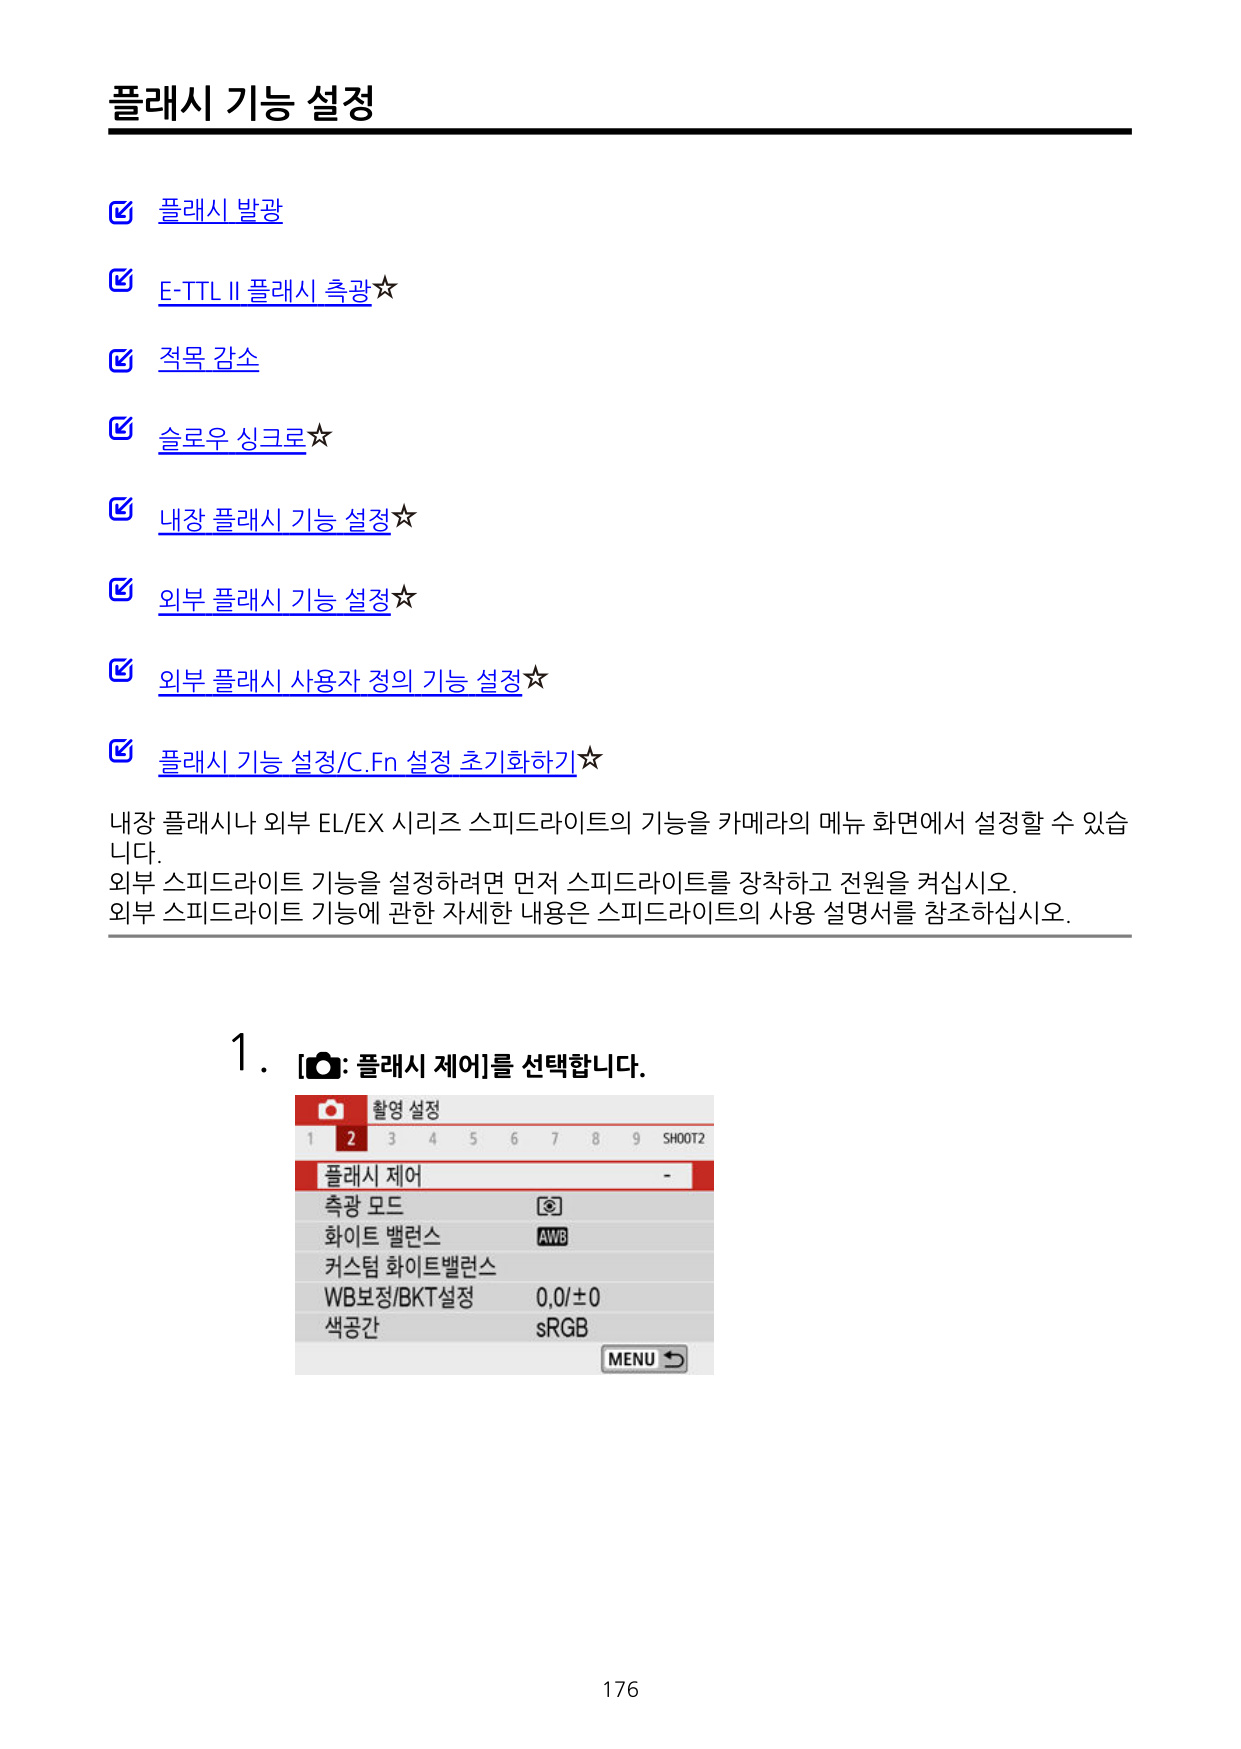 플래시 기능 설정
플래시 발광
E-TTL II 플래시 측광☆
적목 감소
슬로우 싱크로☆
내장 플래시 기능 설정☆
외부 플래시 기능 설정☆
외부 플래시 사용자 정의 기능 설정☆
플래시 기능 설정/C.Fn 설정 초기화하기☆
내장 플래시나 외부 EL/EX 시리즈 스피드라이트의 기능을 카메라의 메뉴 화면에서 설정할 수 있습
니다.
외부 스피드라이트 기능을 설정하려면 먼저 스피드라이트를 장착하고 전원을 켜십시오.
외부 스피드라이트 기능에 관한 자세한 내용은 스피드라이트의 사용 설명서를 참조하십시오.
1. [: 플래시 제어]를 선택합니다.
촬영 설정
1 2 3 4 5 6 7 8 9 SHOOT2
플래시 제어 -
측광 모드
화이트 밸런스 AWB
커스텀 화이트밸런스
WB보정/BKT설정 0,0/±0
색공간 sRGB
MENU
176